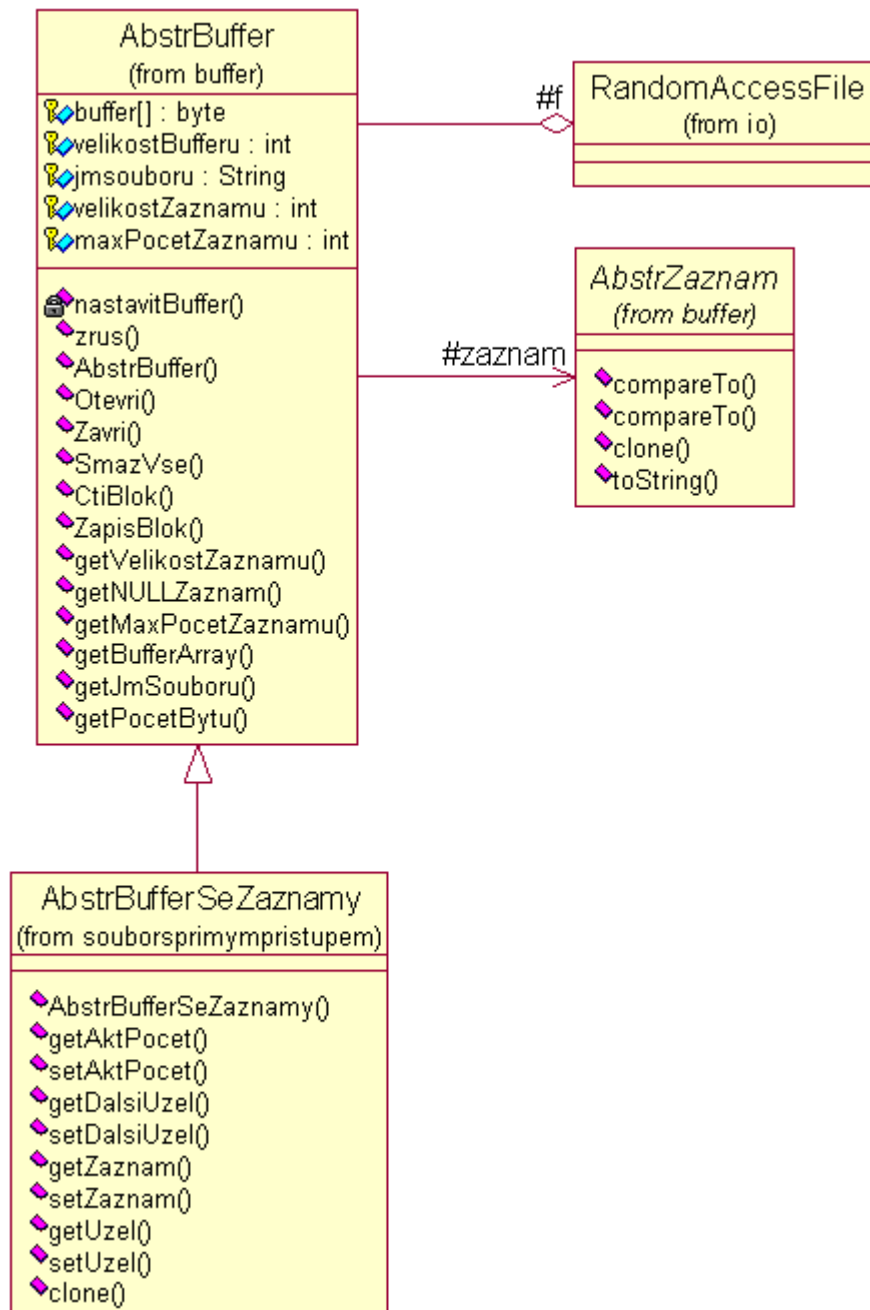 AbstrBuffer
(from buffer)
buffer[] : byte
velikostBufferu : int
jmsouboru : String
velikostZaznamu : int
maxPocetZaznamu : int
nastavitBuffer()
zrus()
AbstrBuffer()
Otevri()
Zavri()
SmazVse()
CtiBlok()
ZapisBlok()
getVelikostZaznamu()
getNULLZaznam()
getMaxPocetZaznamu()
getBufferArray()
getJmSouboru()
getPocetBytu()
#f
RandomAccessFile
(from io)
#zaznam
AbstrZaznam
(from buffer)
compareTo()
compareTo()
clone()
toString()
AbstrBufferSeZaznamy
(from souborsprimympristupem)
AbstrBufferSeZaznamy()
getAktPocet()
setAktPocet()
getDalsiUzel()
setDalsiUzel()
getZaznam()
setZaznam()
getUzel()
setUzel()
clone()